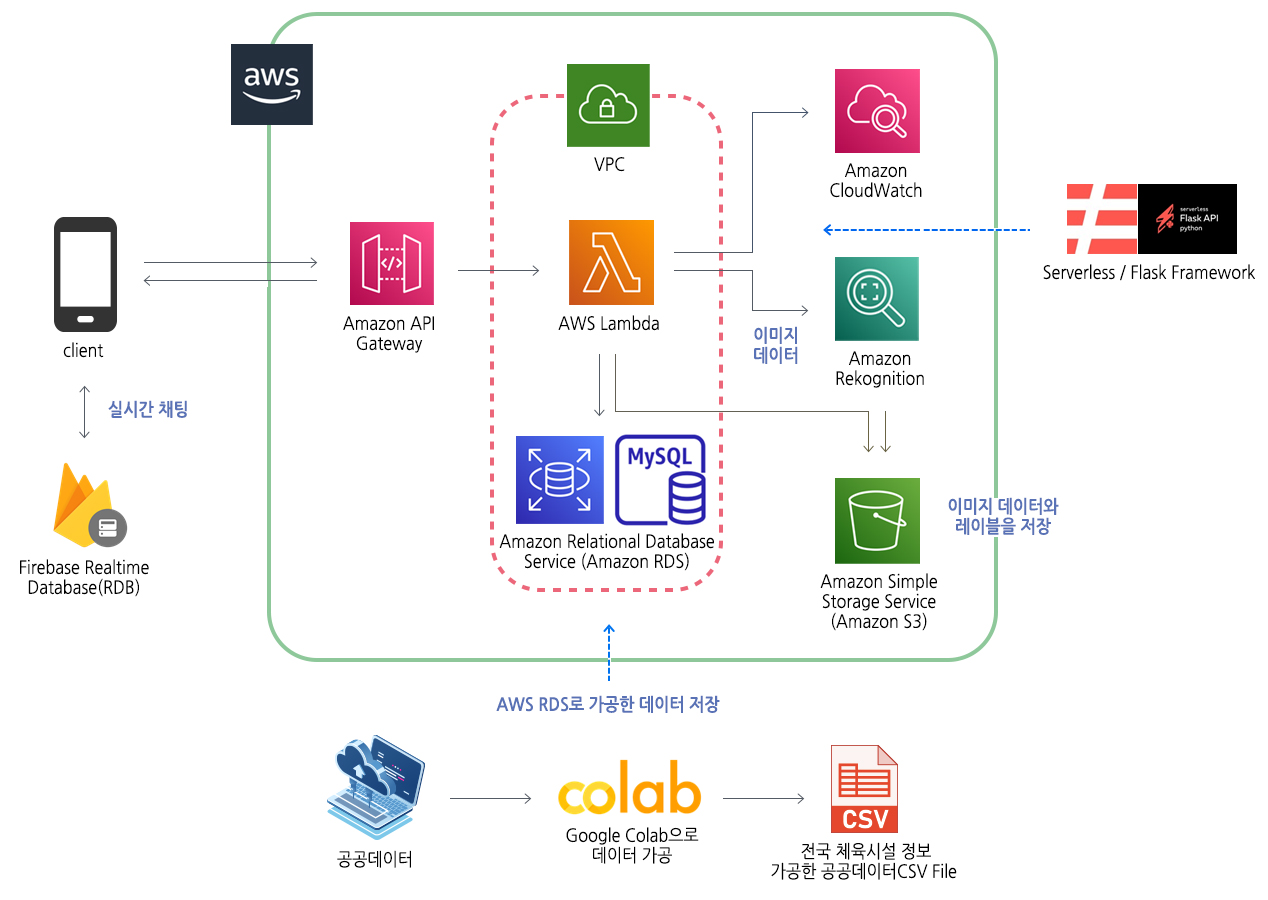 aws
VPC
Amazon
CloudWatch
serverless
Flask API
python
Serverless / Flask Framework
</>
Amazon API
Gateway
AWS Lambda
이미지
데이터
Amazon
Rekognition
client
실시간 채팅
Firebase Realtime
Database(RDB)
MySQL
Amazon Relational Database
Service (Amazon RDS)
이미지 데이터와
레이블을 저장
Amazon Simple
Storage Service
(Amazon S3)
AWS RDS로 가공한 데이터 저장
공공데이터
colab
Google Colab으로
데이터 가공
CSV
전국 체육시설 정보
가공한 공공데이터CSV File